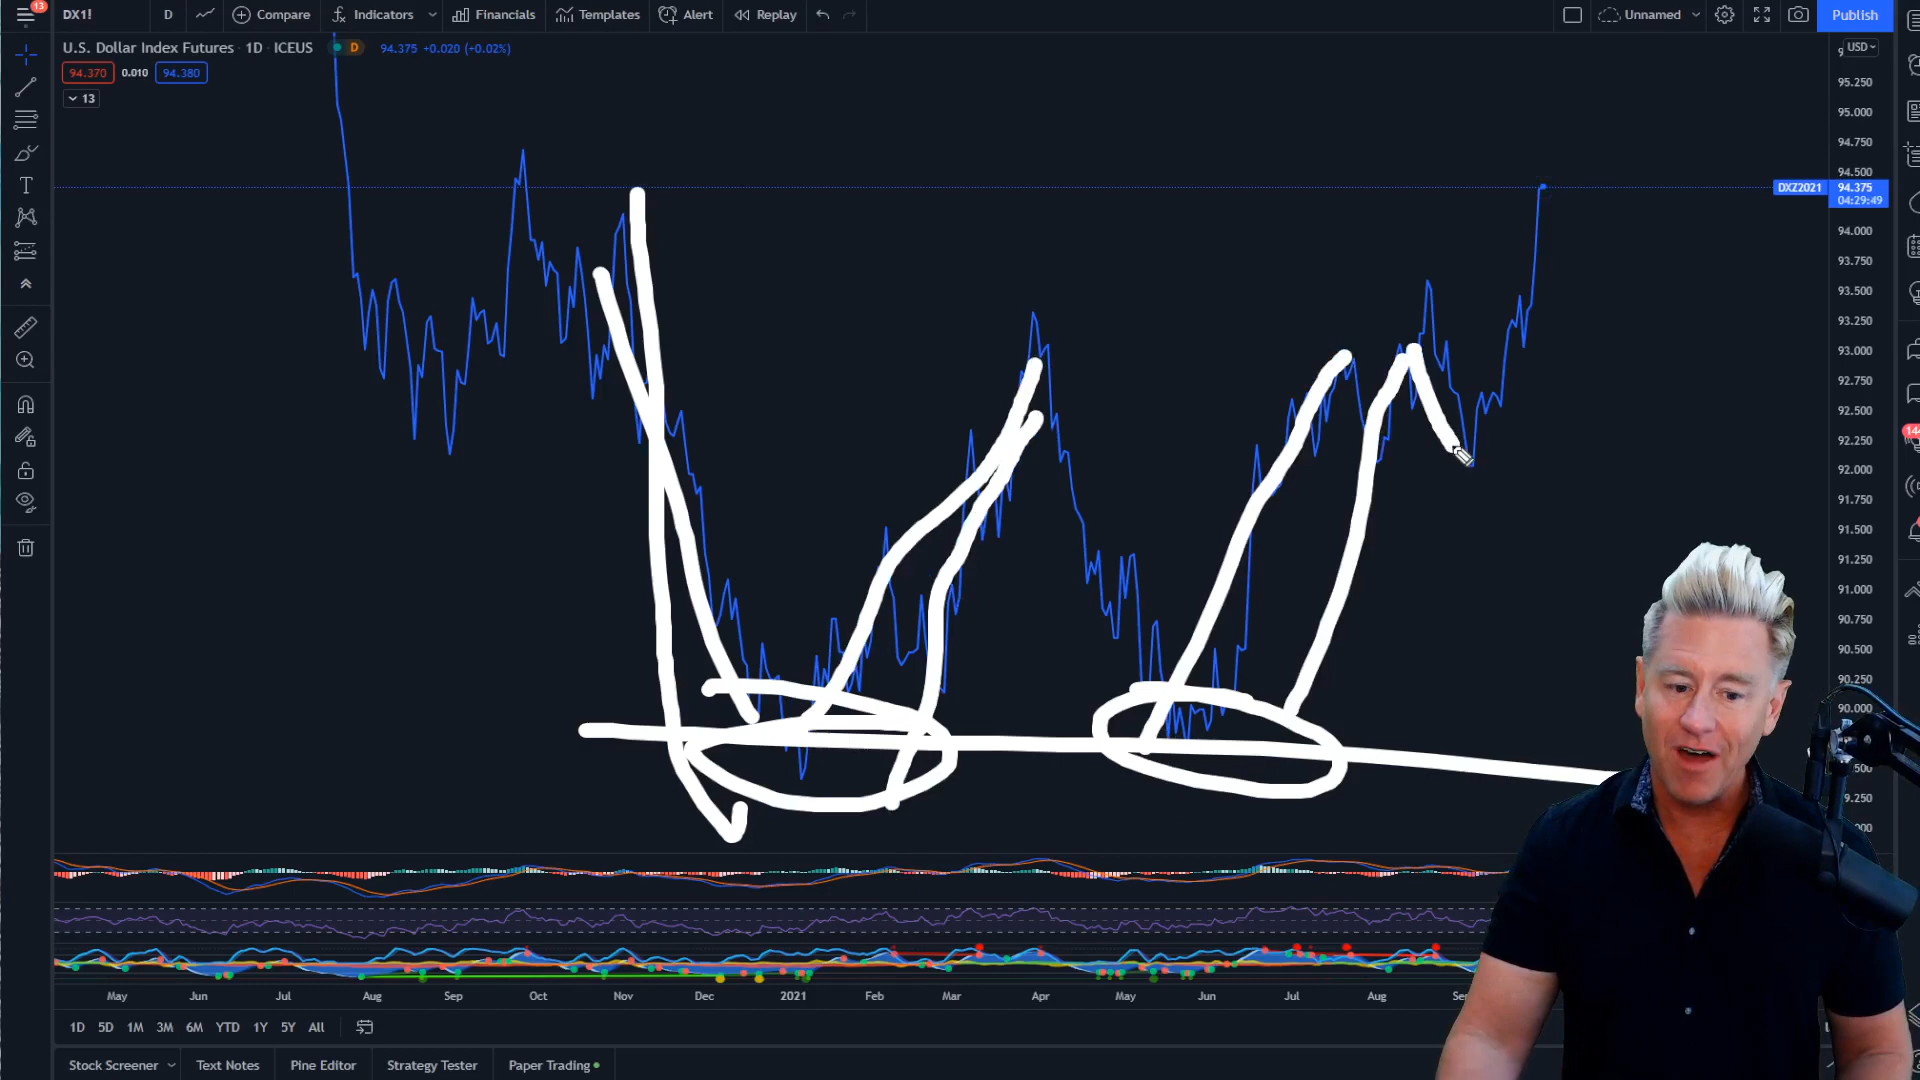 13
DX1!
D
Compare
Indicators
Financials
Templates
Alert
Replay
Unnamed
Publish
U.S. Dollar Index Futures · 1D · ICEUS
D
94.375 +0.020 (+0.02%)
USD
94.370
0.010
94.380
13
95.250
95.000
94.750
94.500
DXZ2021
94.375
04:29:49
94.000
93.750
93.500
93.250
93.000
92.750
92.500
92.250
92.000
91.750
91.500
91.250
91.000
90.750
90.500
90.250
90.000
T
May
Jun
Jul
Aug
Sep
Oct
Nov
Dec
2021
Feb
Mar
Apr
May
Jun
Jul
Aug
1D
5D
1M
3M
6M
YTD
1Y
5Y
All
Stock Screener
Text Notes
Pine Editor
Strategy Tester
Paper Trading